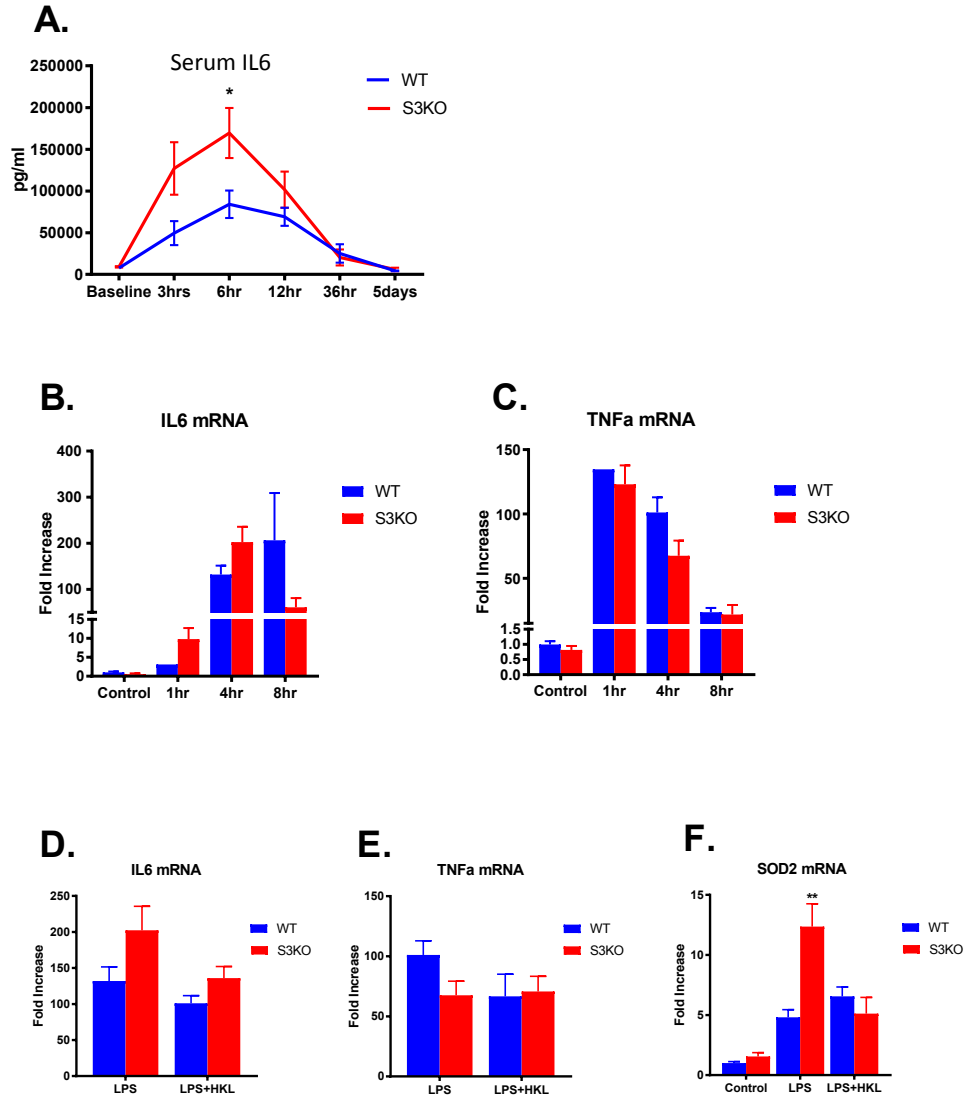 A.
Serum IL6
250000
200000
150000
100000
50000
0
pg/ml
*
WT
S3KO
Baseline 3hrs 6hr 12hr 36hr 5days
B.
IL6 mRNA
400
300
200
100
15
10
5
0
Fold Increase
WT
S3KO
Control 1hr 4hr 8hr
C.
TNFa mRNA
150
100
50
1.5
1.0
0.5
0.0
Fold Increase
WT
S3KO
Control 1hr 4hr 8hr
D.
IL6 mRNA
250
200
150
100
50
0
Fold Increase
WT
S3KO
LPS LPS+HKL
E.
TNFa mRNA
150
100
50
0
Fold Increase
WT
S3KO
LPS LPS+HKL
F.
SOD2 mRNA
15
10
5
0
Fold Increase
**
WT
S3KO
Control LPS LPS+HKL